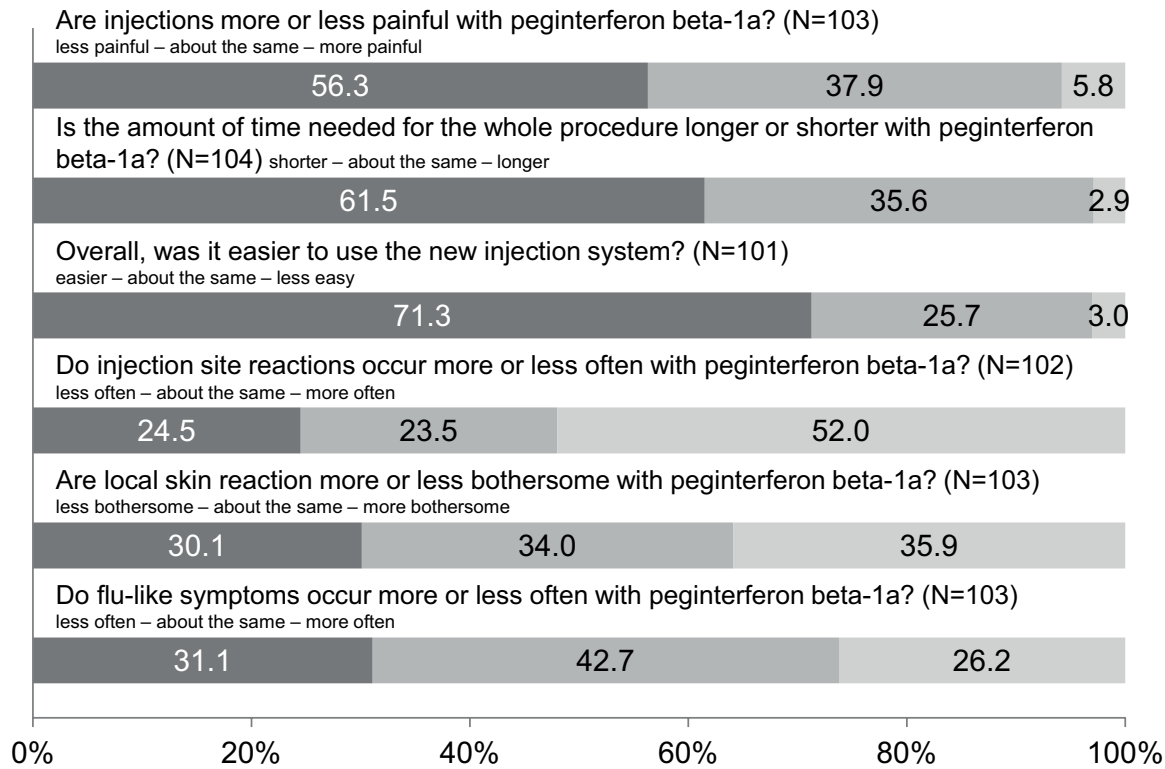 Are injections more or less painful with peginterferon beta-1a? (N=103)
less painful – about the same – more painful
56.3 37.9 5.8
Is the amount of time needed for the whole procedure longer or shorter with peginterferon
beta-1a? (N=104) shorter – about the same – longer
61.5 35.6 2.9
Overall, was it easier to use the new injection system? (N=101)
easier – about the same – less easy
71.3 25.7 3.0
Do injection site reactions occur more or less often with peginterferon beta-1a? (N=102)
less often – about the same – more often
24.5 23.5 52.0
Are local skin reaction more or less bothersome with peginterferon beta-1a? (N=103)
less bothersome – about the same – more bothersome
30.1 34.0 35.9
Do flu-like symptoms occur more or less often with peginterferon beta-1a? (N=103)
less often – about the same – more often
31.1 42.7 26.2
0% 20% 40% 60% 80% 100%